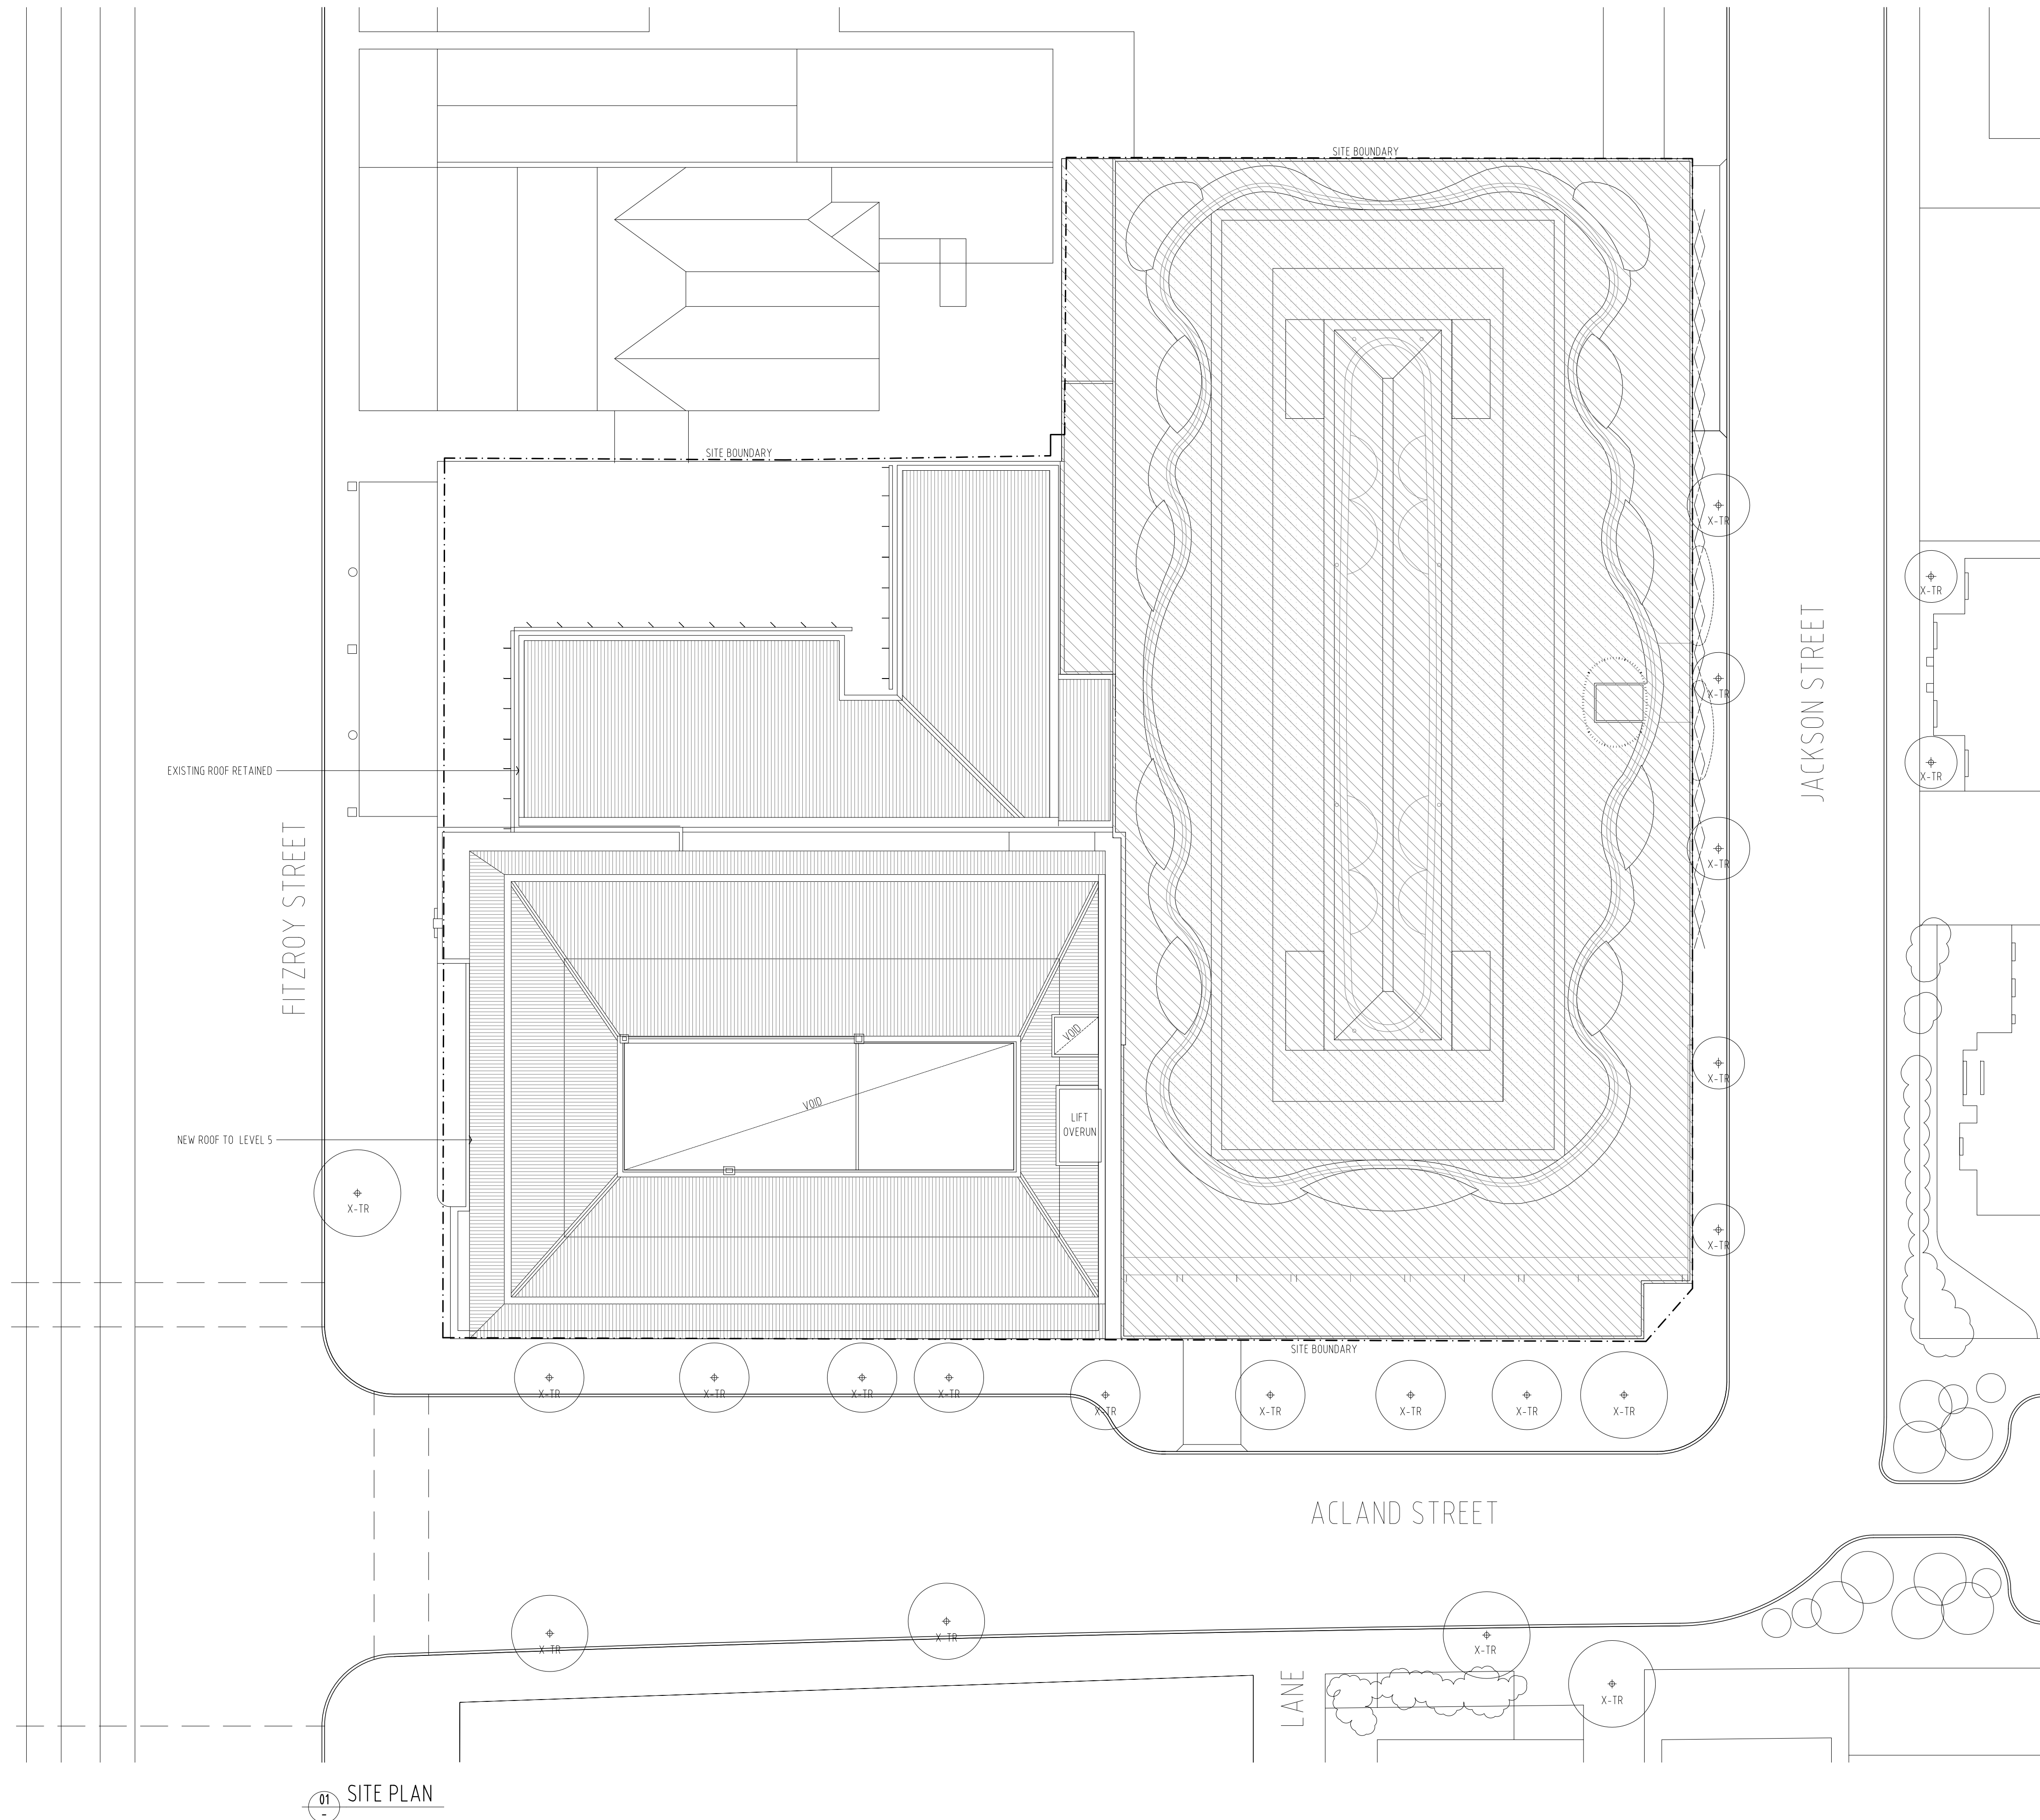 SITE BOUNDARY
SITE BOUNDARY
X-TR
X-TR
X-TR
X-TR
X-TR
X-TR
X-TR
JACKSON STREET
EXISTING ROOF RETAINED
FITZROY STREET
VOID
VOID
LIFT
OVERUN
NEW ROOF TO LEVEL 5
X-TR
SITE BOUNDARY
X-TR
X-TR
X-TR
X-TR
X-TR
X-TR
X-TR
X-TR
X-TR
ACLAND STREET
X-TR
X-TR
X-TR
X-TR
LANE
01
-
SITE PLAN